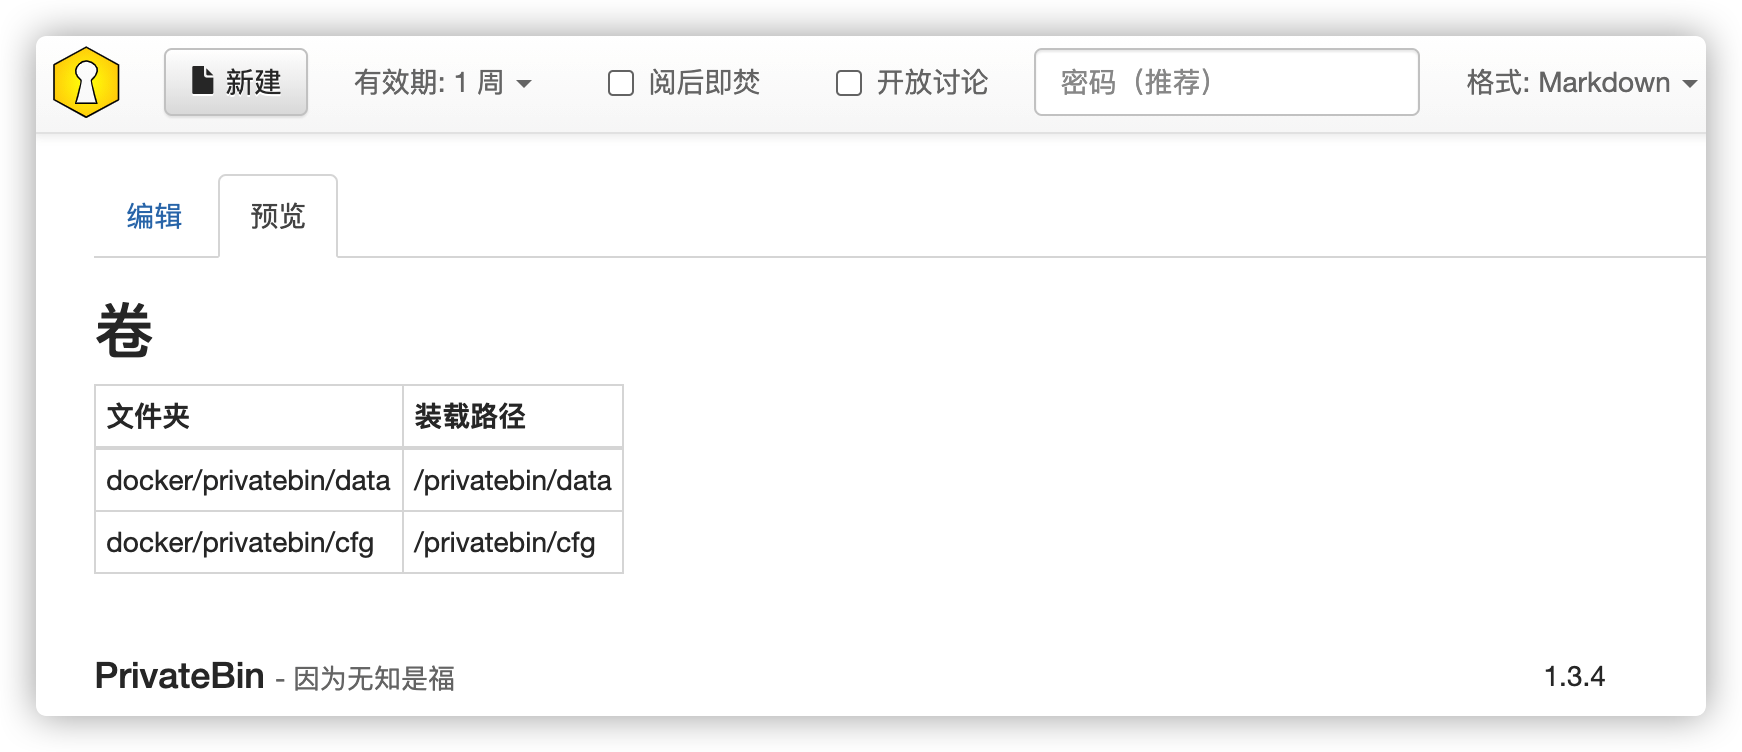 新建 有效期: 1 周 阅后即焚 开放讨论 密码（推荐） 格式: Markdown
编辑 预览
卷
文件夹 装载路径
docker/privatebin/data /privatebin/data
docker/privatebin/cfg /privatebin/cfg
PrivateBin - 因为无知是福 1.3.4